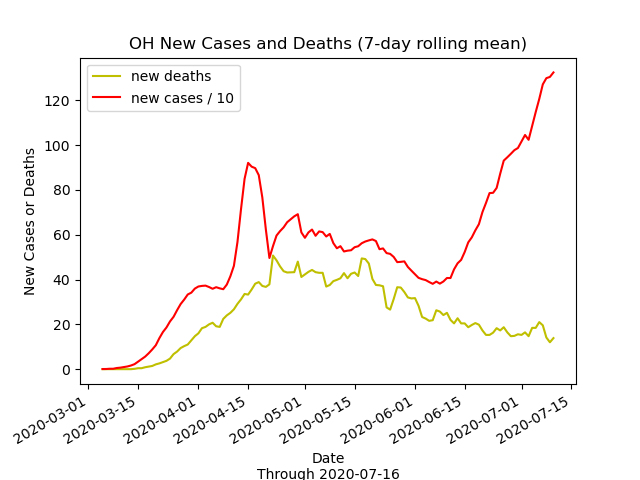 OH New Cases and Deaths (7-day rolling mean)
new deaths
new cases / 10
New Cases or Deaths
120
100
80
60
40
20
0
2020-03-01
2020-03-15
2020-04-01
2020-04-15
2020-05-01
2020-05-15
2020-06-01
2020-06-15
2020-07-01
2020-07-15
Date
Through 2020-07-16